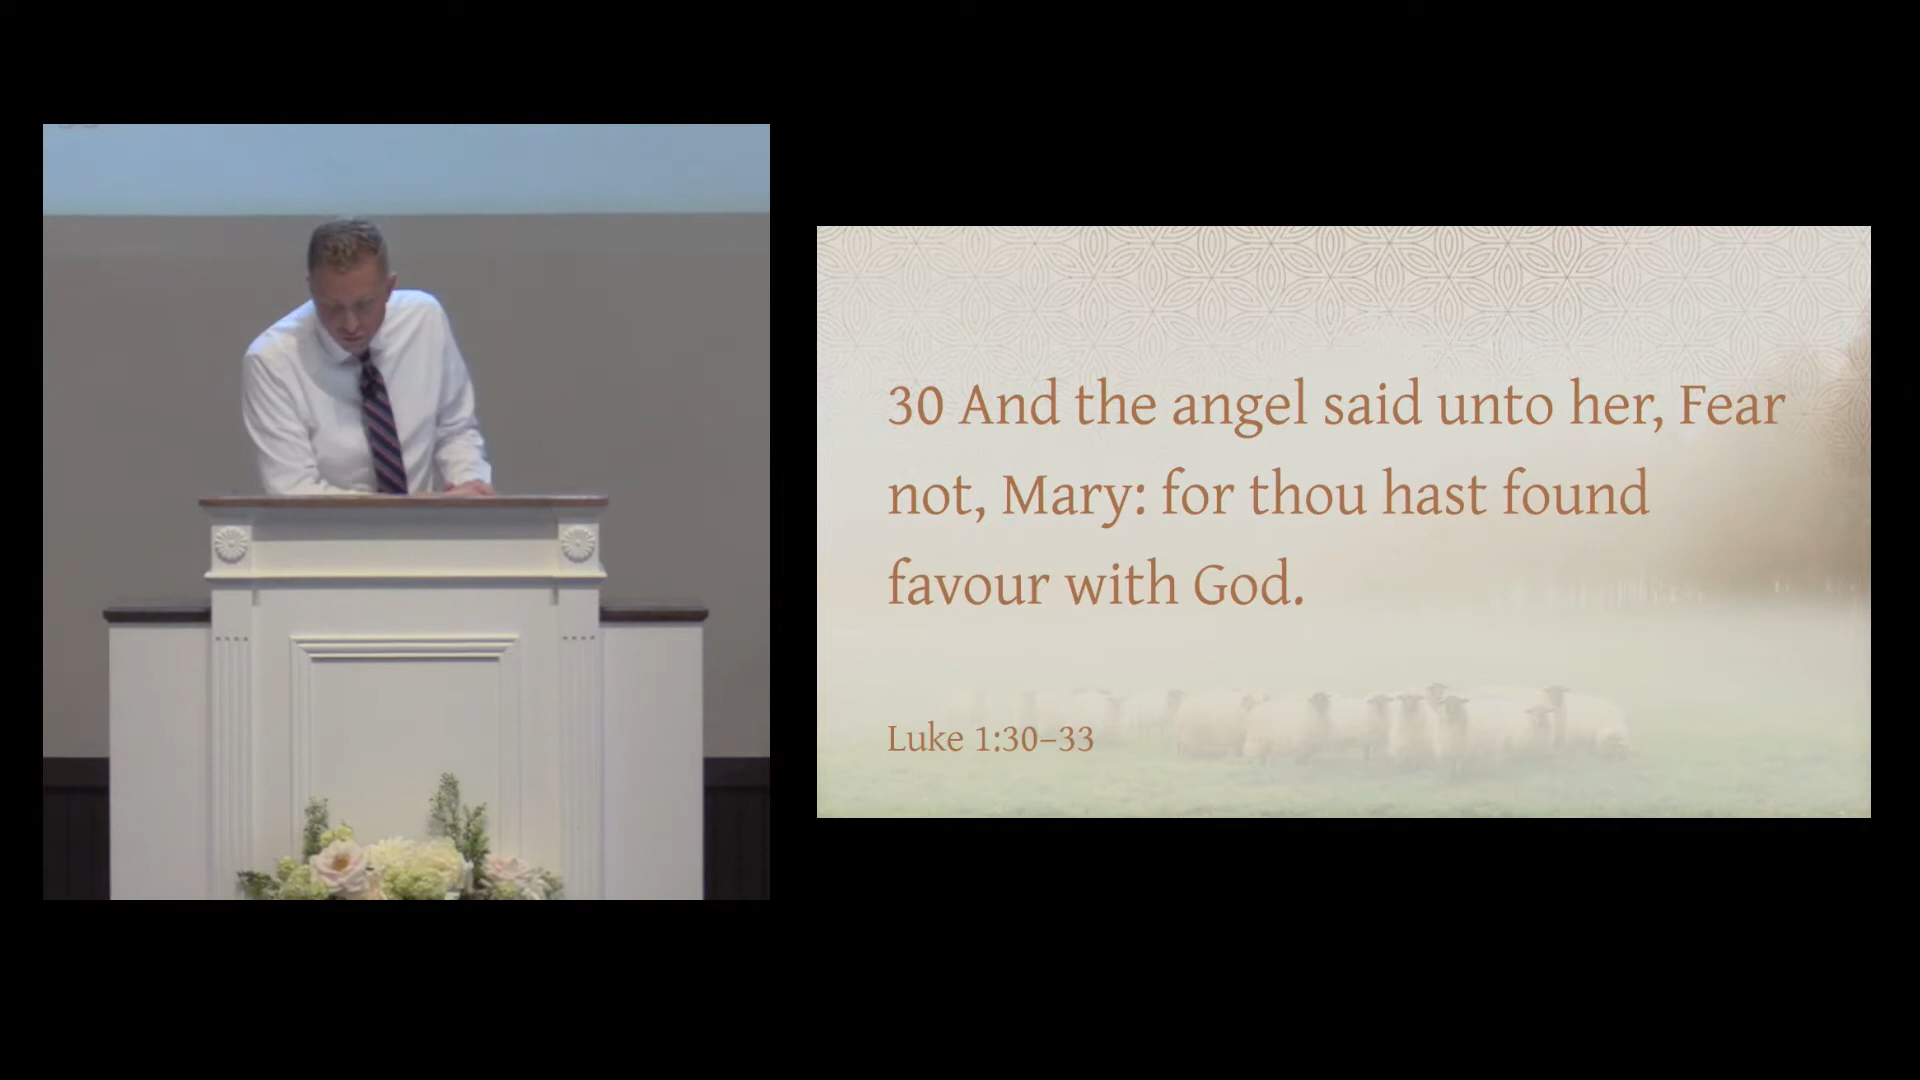 30 And the angel said unto her, Fear
not, Mary: for thou hast found
favour with God.
Luke 1:30–33